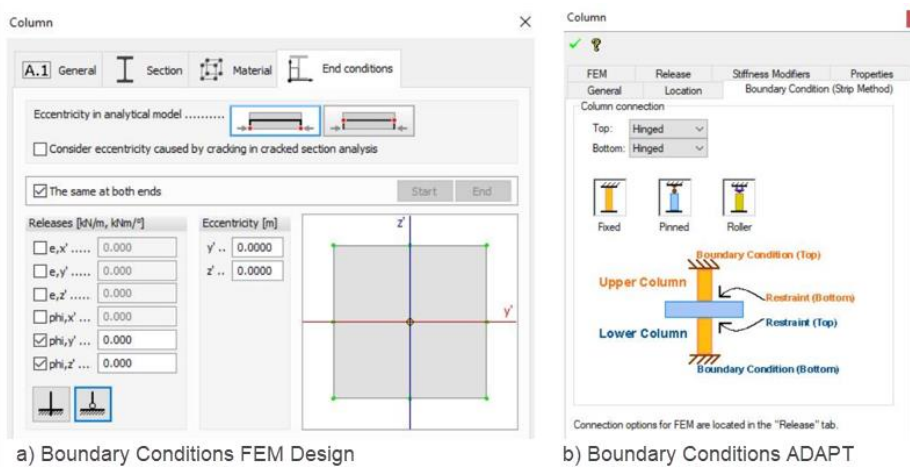 Column
A.1 General
Section
Material
End conditions
Eccentricity in analytical model ..........
Consider eccentricity caused by cracking in cracked section analysis
The same at both ends
Start
End
Releases [kN/m, kNm/°]
e,x' ..... 0.000
e,y' ..... 0.000
e,z' ..... 0.000
phi,x' ... 0.000
phi,y' ... 0.000
phi,z' ... 0.000
Eccentricity [m]
y' .. 0.0000
z' .. 0.0000
z'
y'
a) Boundary Conditions FEM Design
Column
FEM
Release
Stiffness Modifiers
Properties
General
Location
Boundary Condition (Strip Method)
Column connection
Top: Hinged
Bottom: Hinged
Fixed
Pinned
Roller
Boundary Condition (Top)
Upper Column
Restraint (Bottom)
Restraint (Top)
Lower Column
Boundary Condition (Bottom)
Connection options for FEM are located in the "Release" tab.
b) Boundary Conditions ADAPT